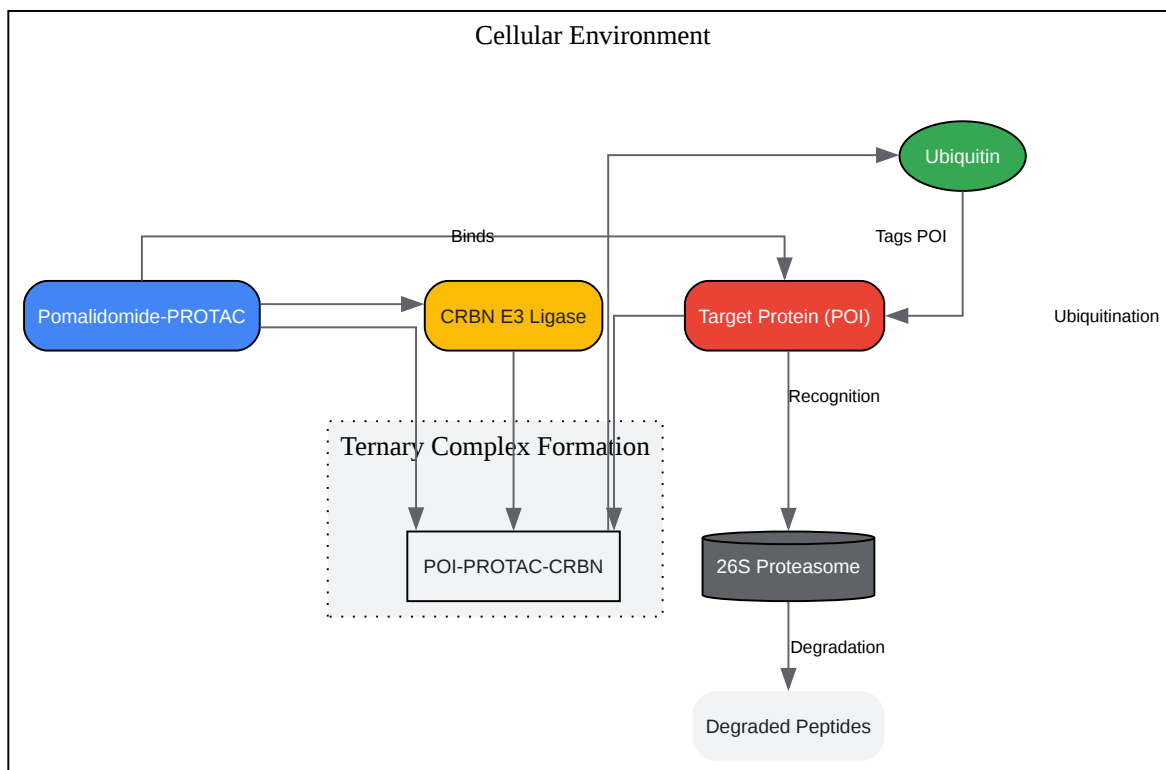 Cellular Environment
Ubiquitin
Binds
Tags POI
Pomalidomide-PROTAC
CRBN E3 Ligase
Target Protein (POI)
Ubiquitination
Recognition
Ternary Complex Formation
POI-PROTAC-CRBN
26S Proteasome
Degradation
Degraded Peptides